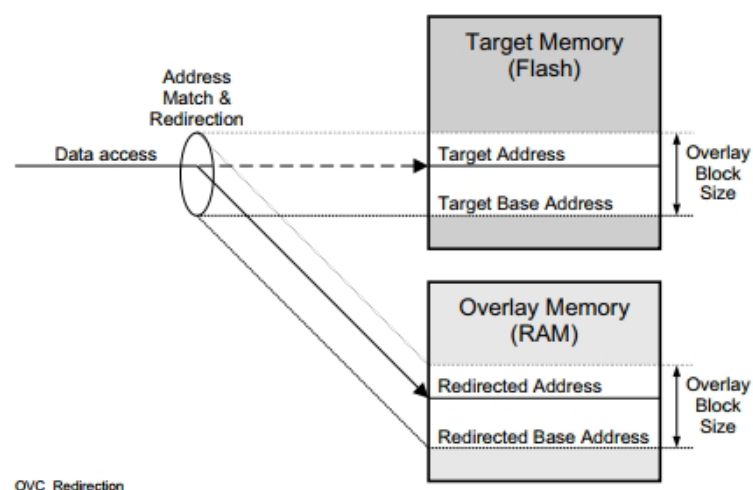 Target Memory
(Flash)
Address
Match &
Redirection
Data access
Target Address
Overlay
Block
Size
Target Base Address
Overlay Memory
(RAM)
Redirected Address
Overlay
Block
Size
Redirected Base Address
OVC_Redirection